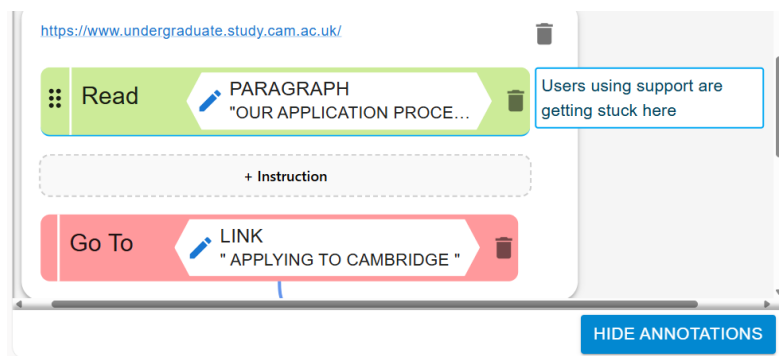 https://www.undergraduate.study.cam.ac.uk/
Read
PARAGRAPH
"OUR APPLICATION PROCE...
Users using support are
getting stuck here
+ Instruction
Go To
LINK
" APPLYING TO CAMBRIDGE "
HIDE ANNOTATIONS